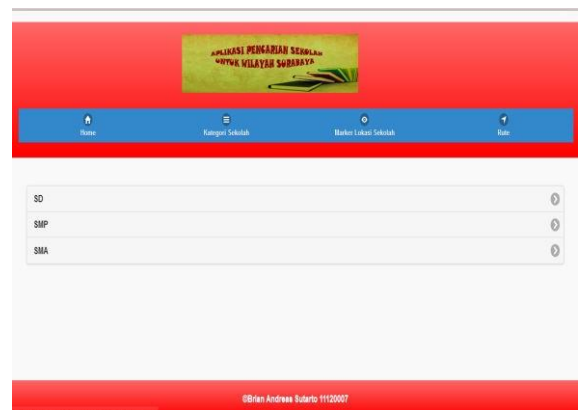 APLIKASI PENCARIAN SEKOLAH
UNTUK WILAYAH SURABAYA
Home
Kategori Sekolah
Marker Lokasi Sekolah
Rute
SD
SMP
SMA
©Brian Andreas Sutarto 11120007